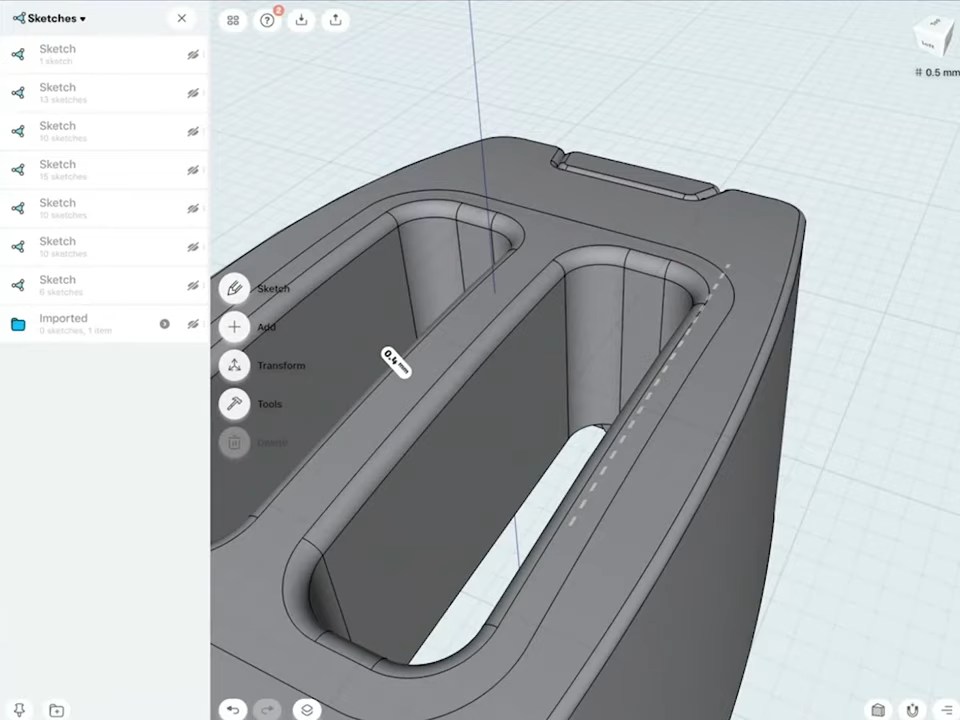 Sketches ▾
2
# 0.5 mm
Sketch
1 sketch
Sketch
13 sketches
Sketch
10 sketches
Sketch
15 sketches
Sketch
10 sketches
Sketch
10 sketches
Sketch
6 sketches
Imported
0 sketches, 1 item
Sketch
Add
Transform
Tools
Delete
0.4 mm